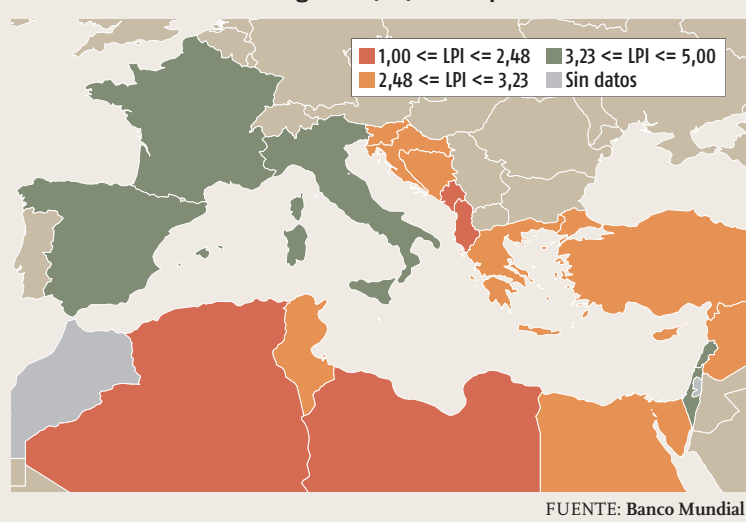 1,00 <= LPI <= 2,48
3,23 <= LPI <= 5,00
2,48 <= LPI <= 3,23
Sin datos
FUENTE: Banco Mundial